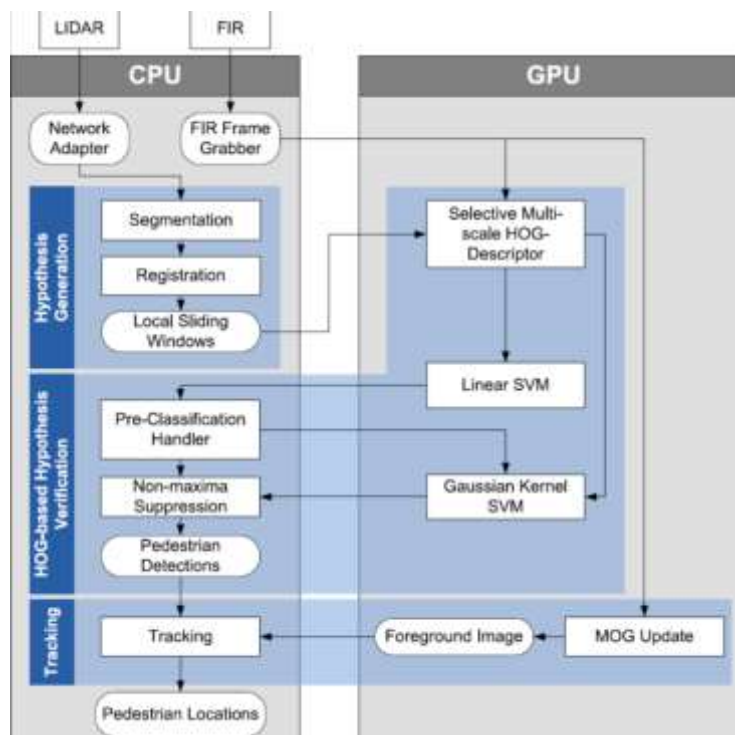 LIDAR
FIR
CPU
GPU
Network
Adapter
FIR Frame
Grabber
Hypothesis
Generation
Segmentation
Registration
Local Sliding
Windows
Selective Multi-
scale HOG-
Descriptor
HOG-based Hypothesis
Verification
Linear SVM
Pre-Classification
Handler
Non-maxima
Suppression
Gaussian Kernel
SVM
Pedestrian
Detections
Tracking
Tracking
Foreground Image
MOG Update
Pedestrian Locations